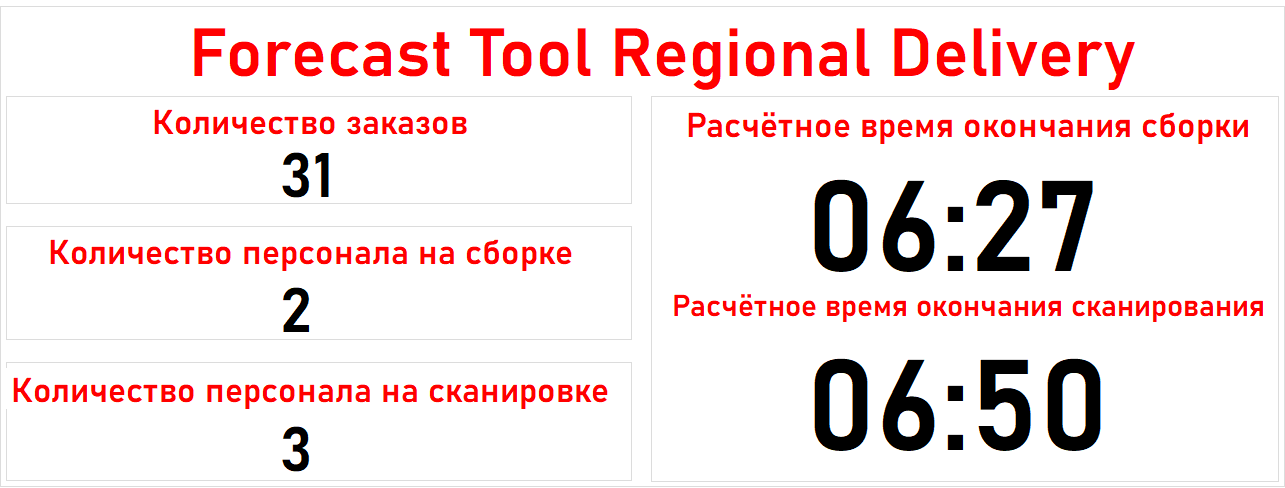 Forecast Tool Regional Delivery
Количество заказов
31
Количество персонала на сборке
2
Количество персонала на сканировке
3
Расчётное время окончания сборки
06:27
Расчётное время окончания сканирования
06:50